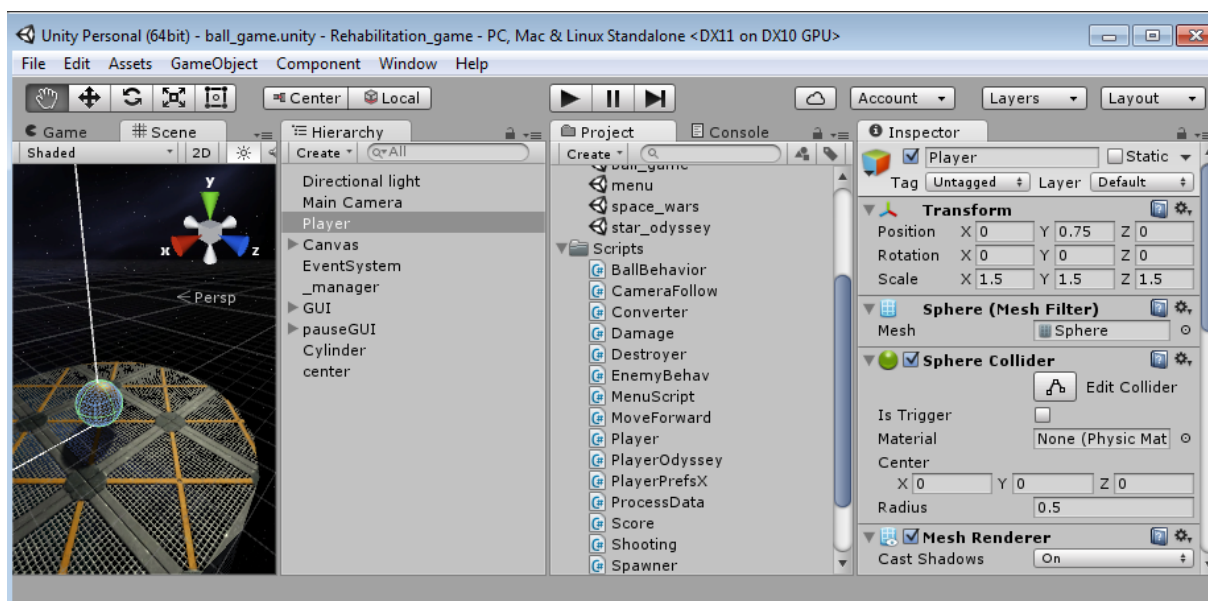 Unity Personal (64bit) - ball_game.unity - Rehabilitation_game - PC, Mac & Linux Standalone <DX11 on DX10 GPU>
File Edit Assets GameObject Component Window Help
Center Local Account Layers Layout
Game Scene
Shaded 2D
y
x z
Persp
Hierarchy
Create All
Directional light
Main Camera
Player
Canvas
EventSystem
_manager
GUI
pauseGUI
Cylinder
center
Project Console
Create
ball_game
menu
space_wars
star_odyssey
Scripts
BallBehavior
CameraFollow
Converter
Damage
Destroyer
EnemyBehav
MenuScript
MoveForward
Player
PlayerOdyssey
PlayerPrefsX
ProcessData
Score
Shooting
Spawner
Inspector
Player Static
Tag Untagged Layer Default
Transform
Position X 0 Y 0.75 Z 0
Rotation X 0 Y 0 Z 0
Scale X 1.5 Y 1.5 Z 1.5
Sphere (Mesh Filter)
Mesh Sphere
Sphere Collider
Edit Collider
Is Trigger
Material None (Physic Mat
Center
X 0 Y 0 Z 0
Radius 0.5
Mesh Renderer
Cast Shadows On